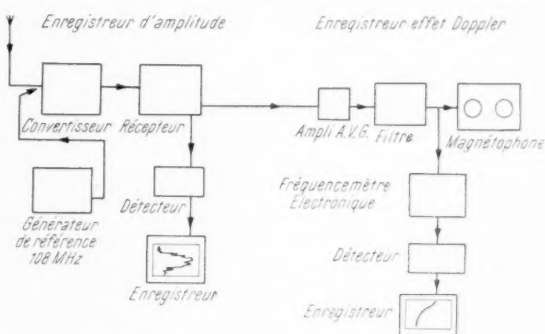 Enregistreur d'amplitude
Enregistreur effet Doppler
Convertisseur
Récepteur
Ampli A.V.G.
Filtre
Magnétophone
Générateur
de référence
108 MHz
Détecteur
Enregistreur
Fréquencemètre
Electronique
Détecteur
Enregistreur